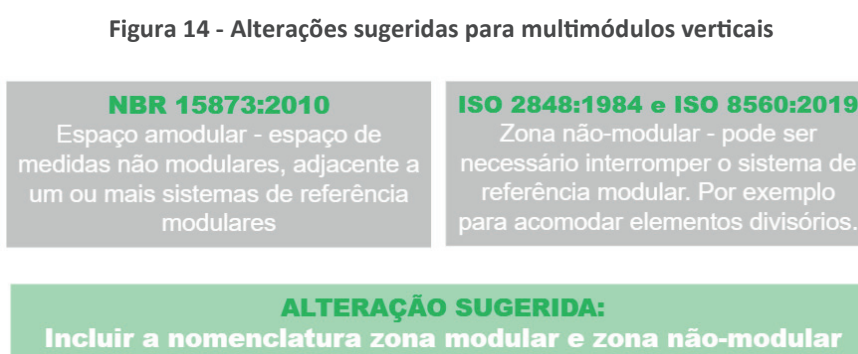 Figura 14 - Alterações sugeridas para multimódulos verticais
NBR 15873:2010
Espaço amodular - espaço de
medidas não modulares, adjacente a
um ou mais sistemas de referência
modulares
ISO 2848:1984 e ISO 8560:2019
Zona não-modular - pode ser
necessário interromper o sistema de
referência modular. Por exemplo
para acomodar elementos divisórios.
ALTERAÇÃO SUGERIDA:
Incluir a nomenclatura zona modular e zona não-modular